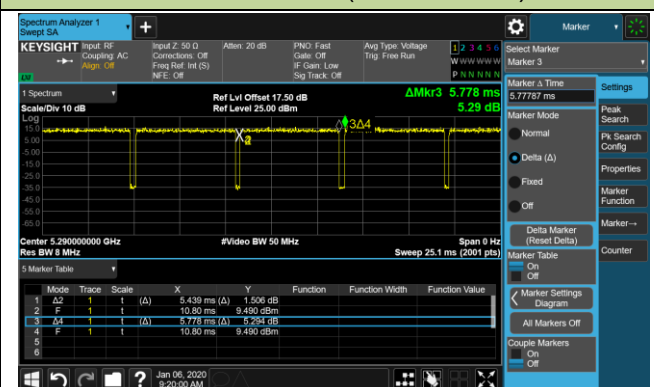 Spectrum Analyzer 1
Swept SA
Marker
KEYSIGHT Input: RF
Coupling: AC
Align: Off
Input Z: 50 Ω
Corrections: Off
Freq Ref: Int (S)
NFE: Off
Atten: 20 dB
PNO: Fast
Gate: Off
IF Gain: Low
Sig Track: Off
Avg Type: Voltage
Trig: Free Run
1 2 3 4 5 6
W W W W W W
P N N N N N
LXI
Select Marker
Marker 3
1 Spectrum
Scale/Div 10 dB
Ref Lvl Offset 17.50 dB
Ref Level 25.00 dBm
ΔMkr3 5.778 ms
5.29 dB
Log
15.0
5.00
-5.00
-15.0
-25.0
-35.0
-45.0
-55.0
-65.0
3Δ4
Center 5.290000000 GHz
Res BW 8 MHz
#Video BW 50 MHz
Span 0 Hz
Sweep 25.1 ms (2001 pts)
5 Marker Table
Mode Trace Scale X Y Function Function Width Function Value
1 Δ2 1 t (Δ) 5.439 ms (Δ) 1.506 dB
2 F 1 t 10.80 ms 9.490 dBm
3 Δ4 1 t (Δ) 5.778 ms (Δ) 5.294 dB
4 F 1 t 10.80 ms 9.490 dBm
5
6
Marker Δ Time
5.77787 ms
Marker Mode
Normal
Delta (Δ)
Fixed
Off
Delta Marker
(Reset Delta)
Marker Table
On
Off
Marker Settings
Diagram
All Markers Off
Couple Markers
On
Off
Settings
Peak
Search
Pk Search
Config
Properties
Marker
Function
Marker→
Counter
Jan 06, 2020
9:20:00 AM